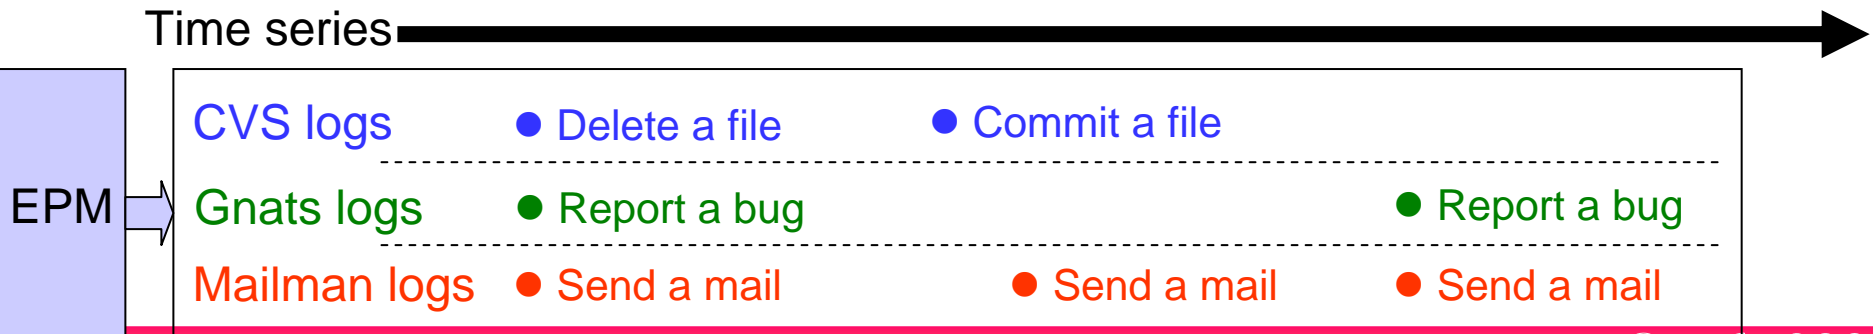 Time series
CVS logs ● Delete a file ● Commit a file
EPM Gnats logs ● Report a bug ● Report a bug
Mailman logs ● Send a mail ● Send a mail ● Send a mail